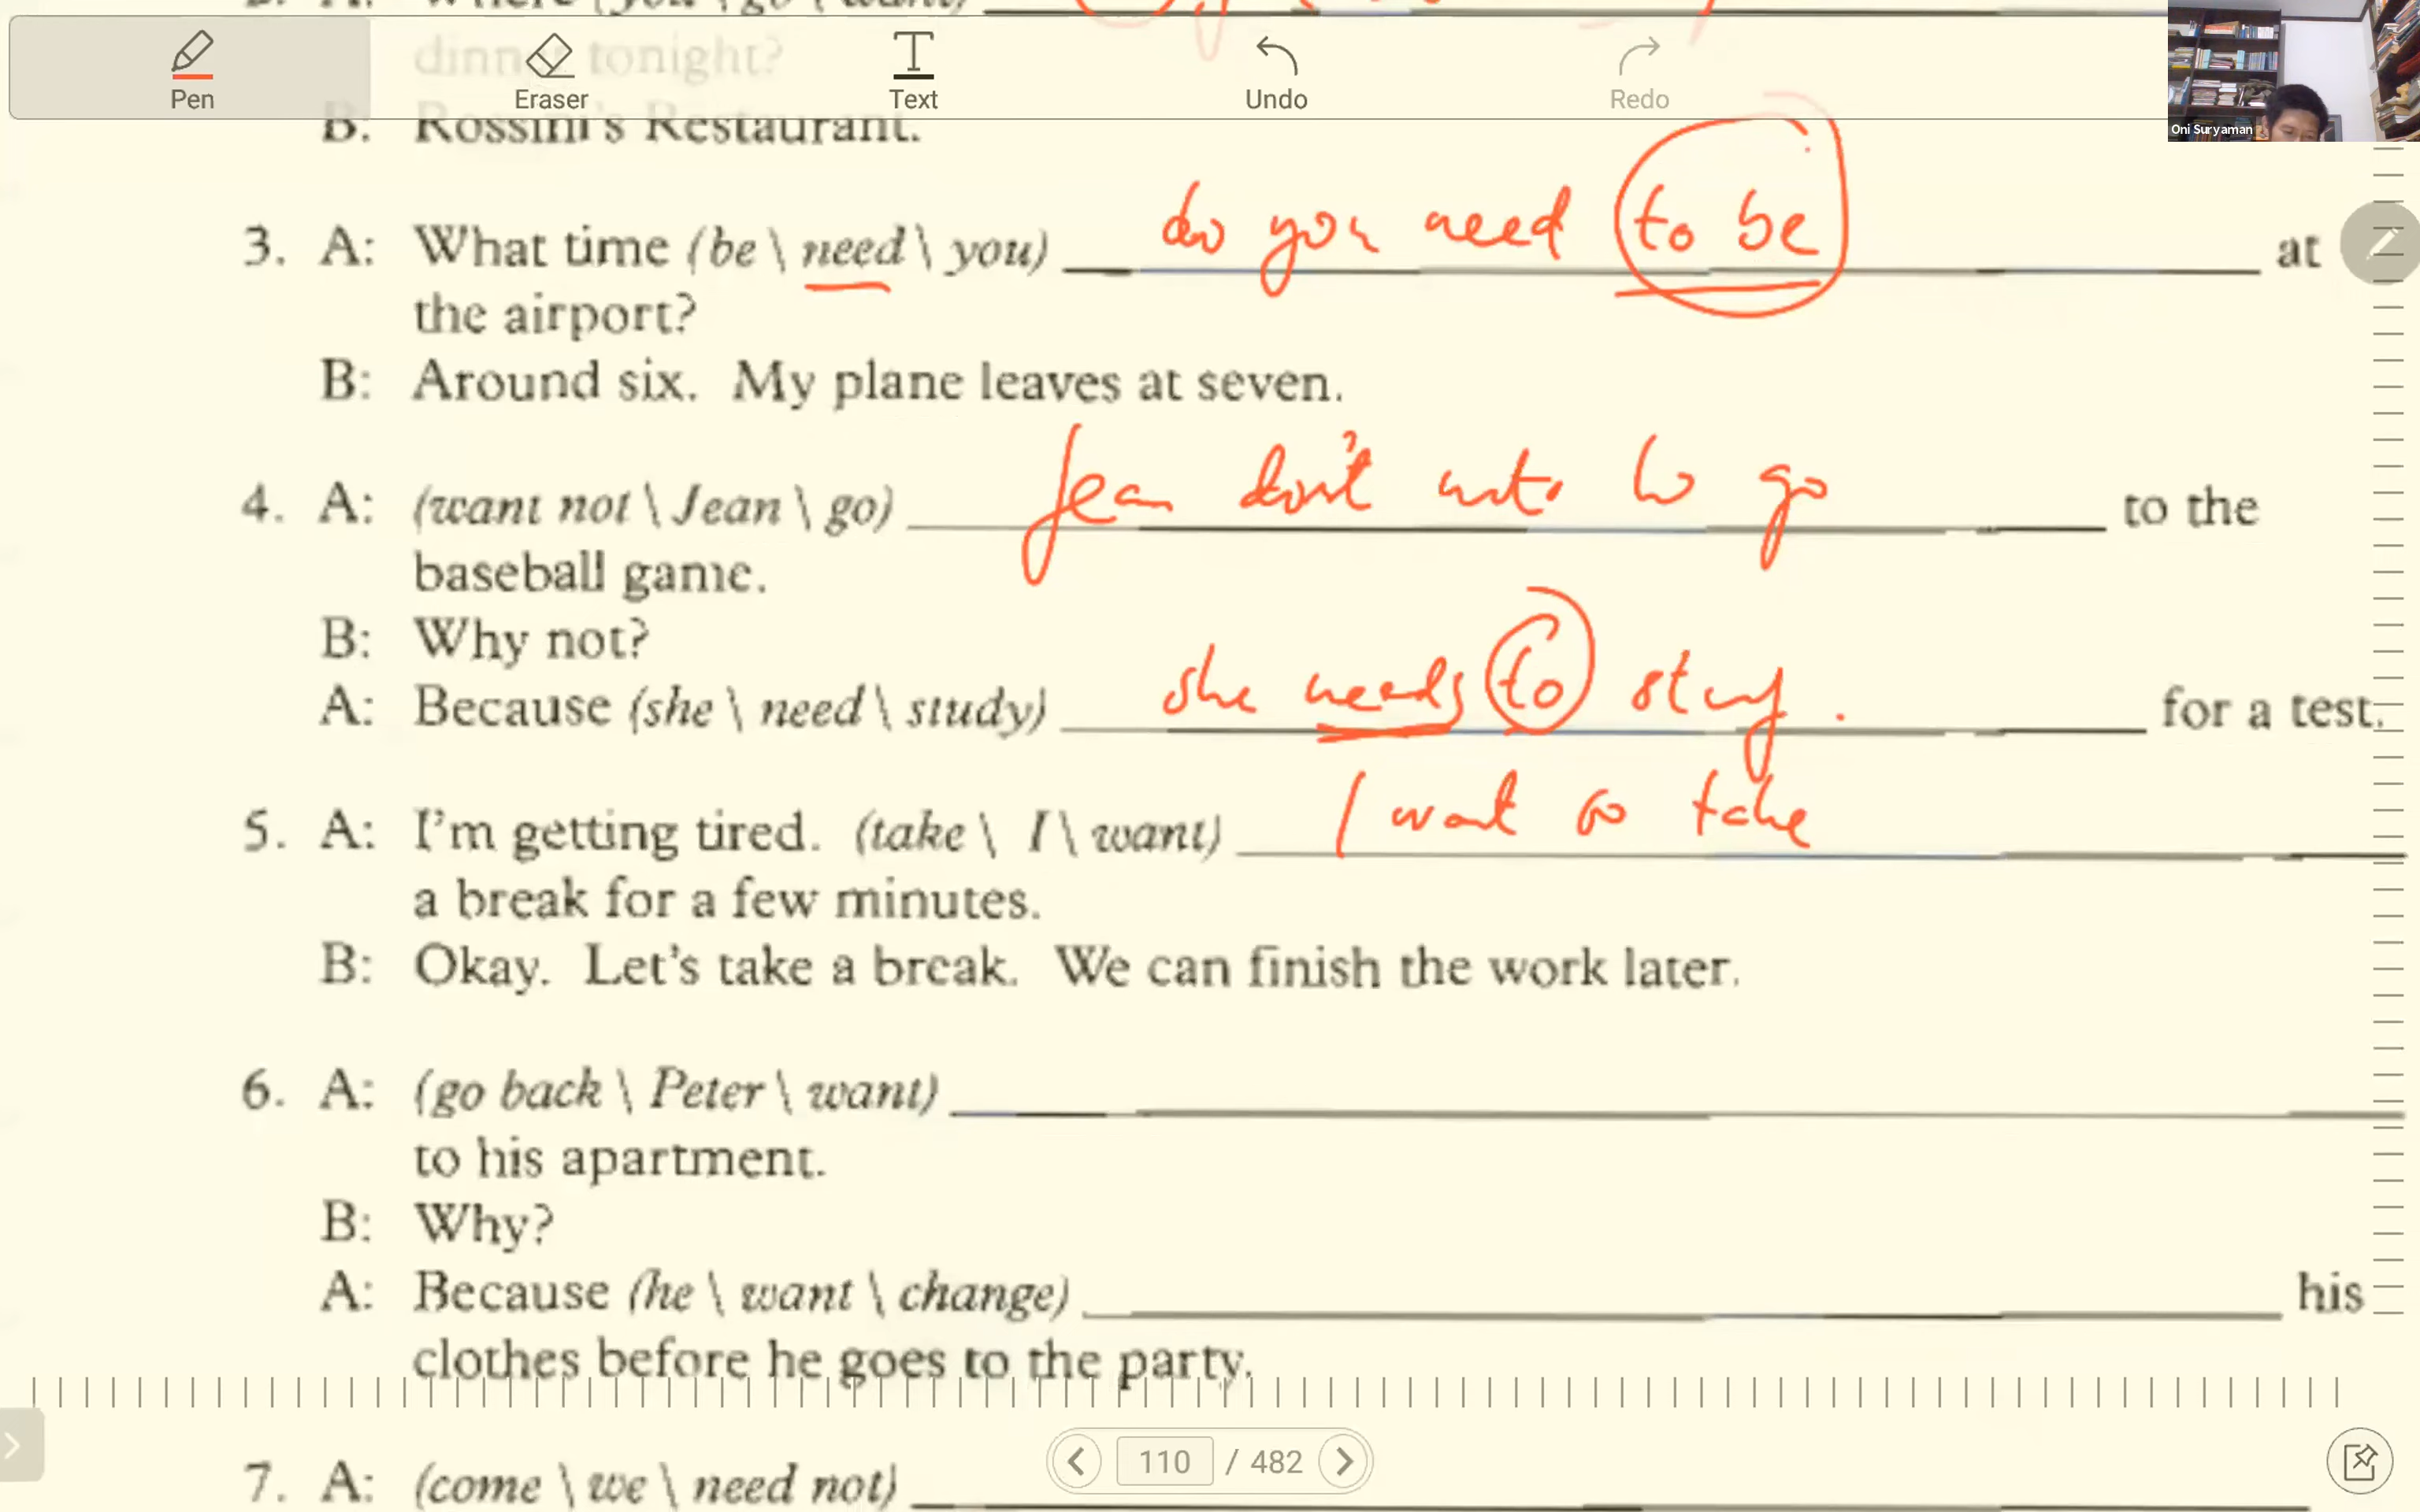 dinn tonight?
Pen Eraser Text Undo Redo
Oni Suryaman
B. Rossini's Restaurant.
3. A: What time (be \ need \ you) do you need to be at
the airport?
B: Around six. My plane leaves at seven.
4. A: (want not \ Jean \ go) Jean don't to go to the
baseball game.
B: Why not?
A: Because (she \ need \ study) she needs to study. for a test.
5. A: I'm getting tired. (take \ I \ want) I want to take
a break for a few minutes.
B: Okay. Let's take a break. We can finish the work later.
6. A: (go back \ Peter \ want)
to his apartment.
B: Why?
A: Because (he \ want \ change) his
clothes before he goes to the party.
7. A: (come \ we \ need not)
110 / 482